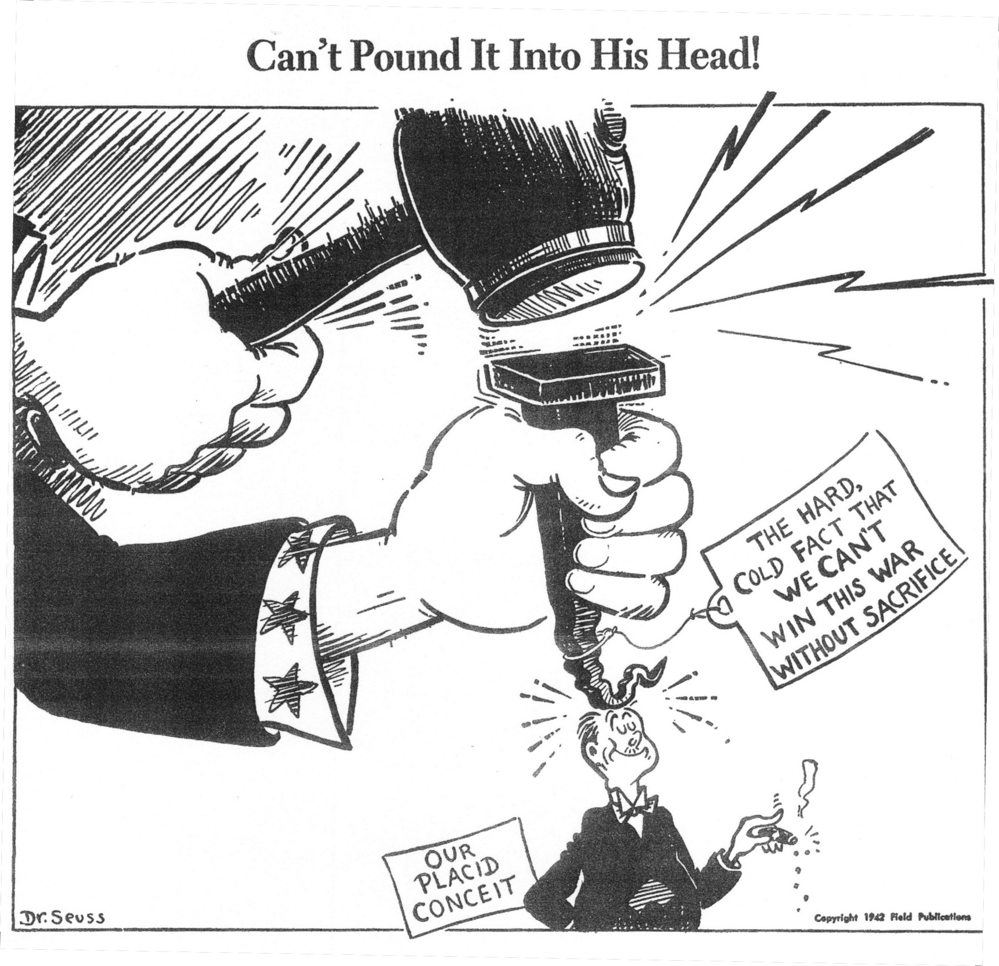 Can't Pound It Into His Head!
THE HARD,
COLD FACT THAT
WE CAN'T
WIN THIS WAR
WITHOUT SACRIFICE
OUR
PLACID
CONCEIT
Dr. Seuss
Copyright 1942 Field Publications